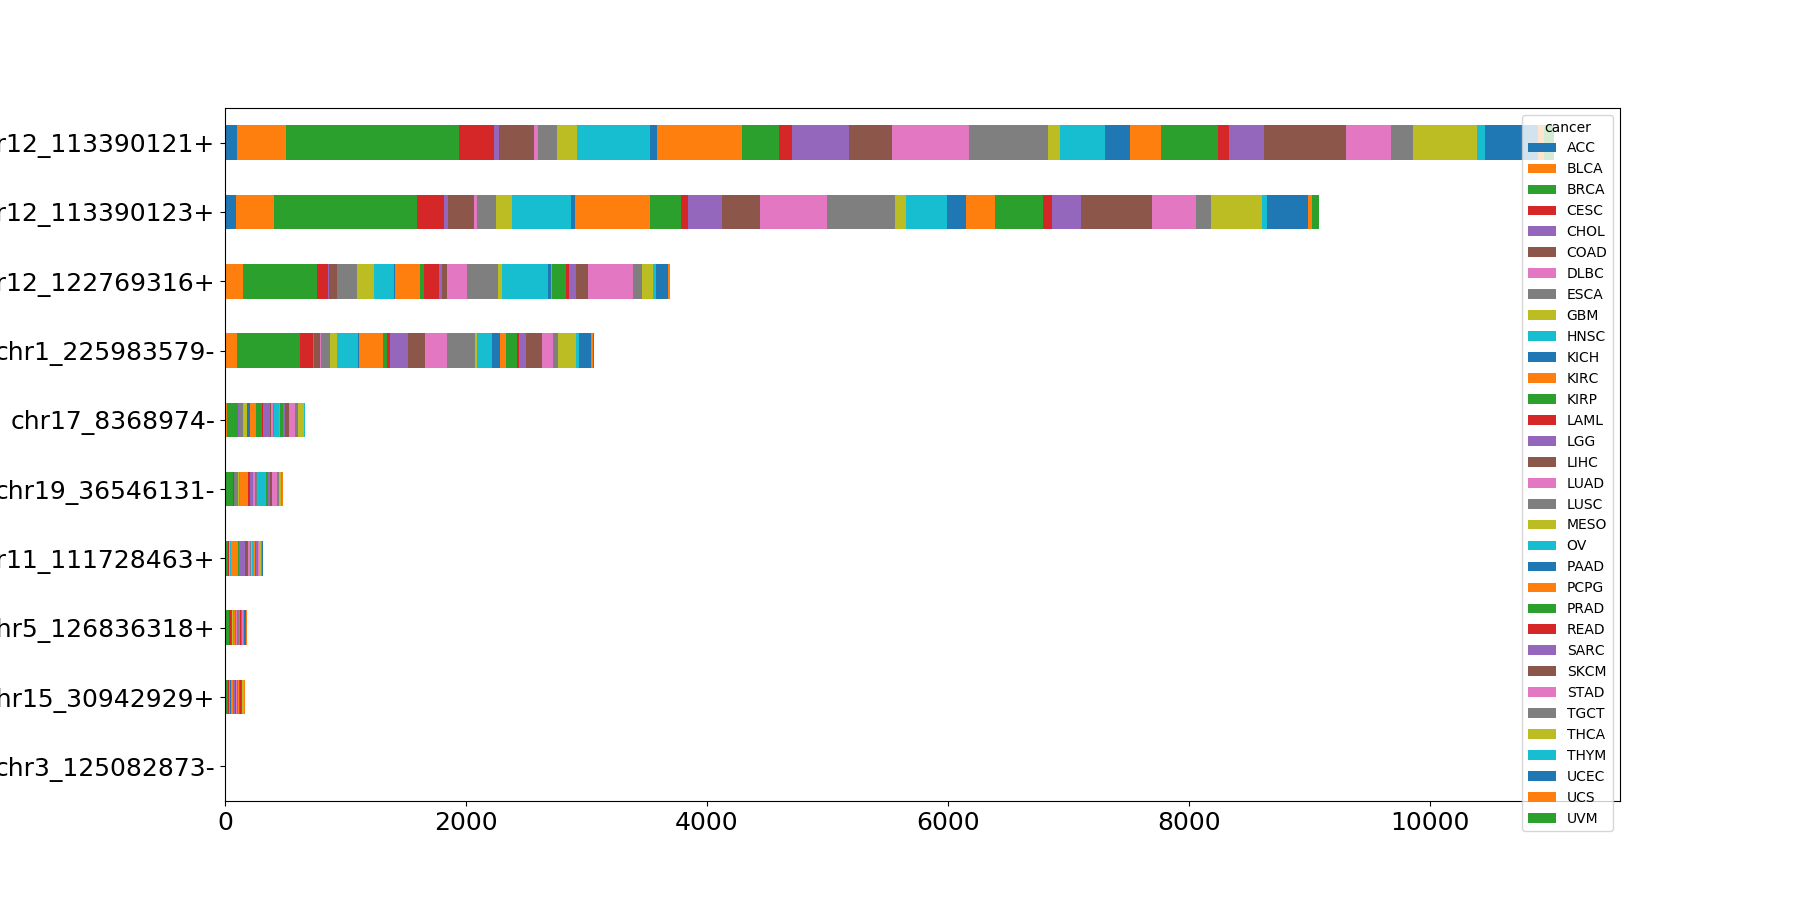 r12_113390121+
r12_113390123+
r12_122769316+
chr1_225983579-
chr17_8368974-
chr19_36546131-
r11_111728463+
hr5_126836318+
hr15_30942929+
chr3_125082873-
0 2000 4000 6000 8000 10000
cancer
ACC
BLCA
BRCA
CESC
CHOL
COAD
DLBC
ESCA
GBM
HNSC
KICH
KIRC
KIRP
LAML
LGG
LIHC
LUAD
LUSC
MESO
OV
PAAD
PCPG
PRAD
READ
SARC
SKCM
STAD
TGCT
THCA
THYM
UCEC
UCS
UVM